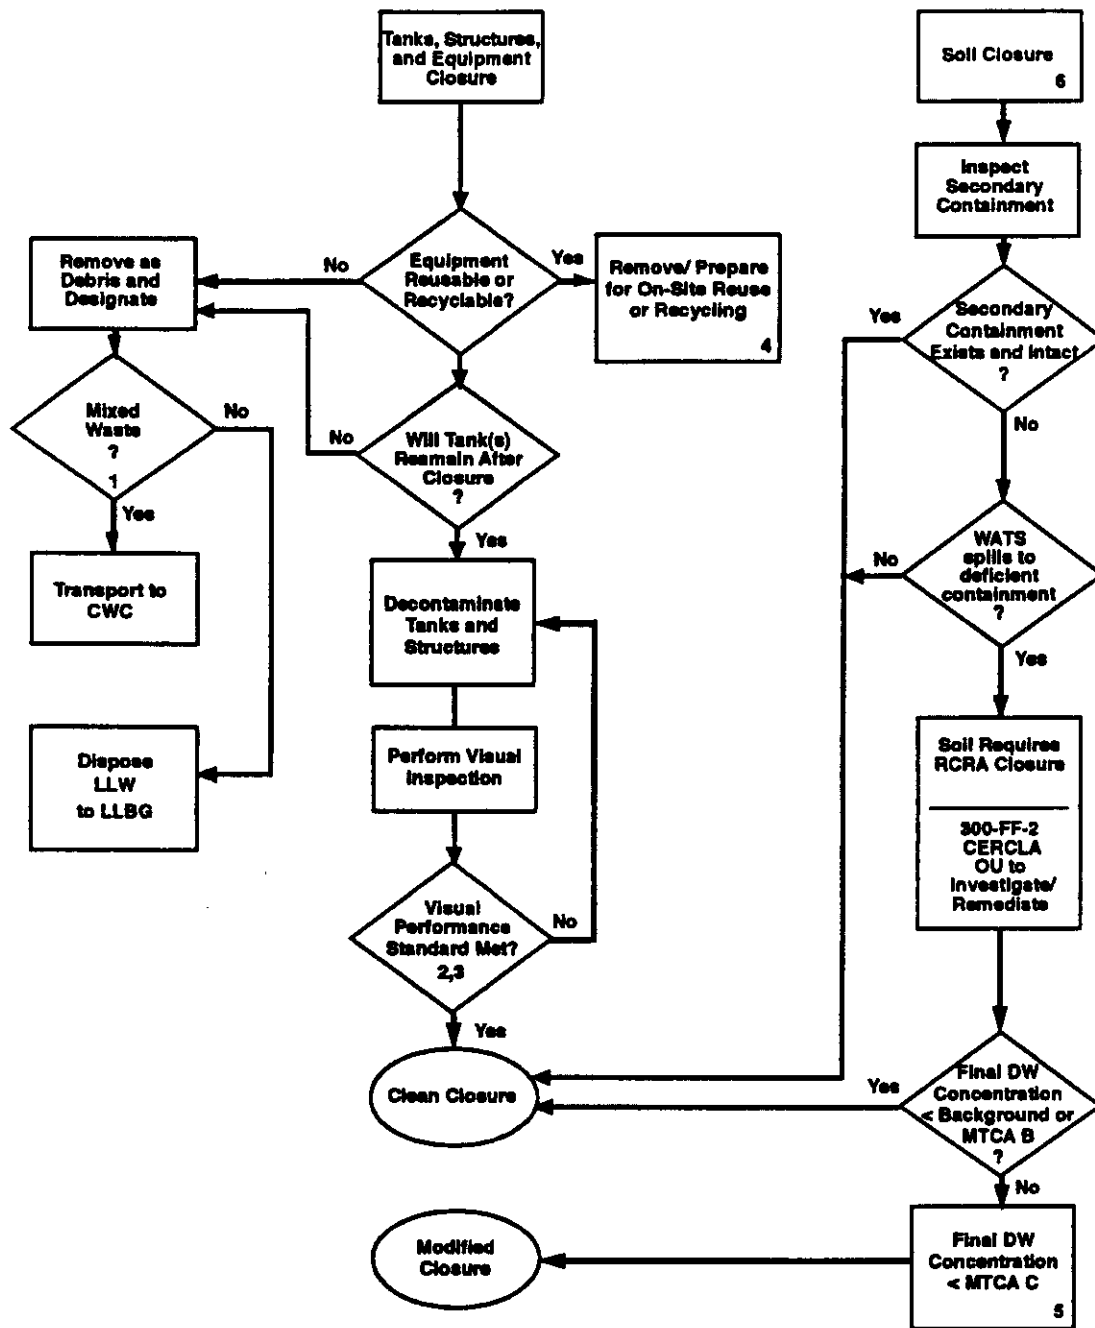 Tanks, Structures,
and Equipment
Closure
Equipment
Reusable or
Recyclable?
No
Yes
Remove as
Debris and
Designate
Remove/ Prepare
for On-Site Reuse
or Recycling
4
Mixed
Waste
?
1
No
Yes
Transport to
CWC
Dispose
LLW
to LLBG
Will Tank(s)
Reamain After
Closure
?
No
Yes
Decontaminate
Tanks and
Structures
Perform Visual
Inspection
Visual
Performance
Standard Met?
2,3
No
Yes
Clean Closure
Modified
Closure
Soil Closure
6
Inspect
Secondary
Containment
Secondary
Containment
Exists and Intact
?
Yes
No
WATS
spills to
deficient
containment
?
No
Yes
Soil Requires
RCRA Closure
300-FF-2
CERCLA
OU to
Investigate/
Remediate
Final DW
Concentration
< Background or
MTCA B
?
Yes
No
Final DW
Concentration
< MTCA C
5